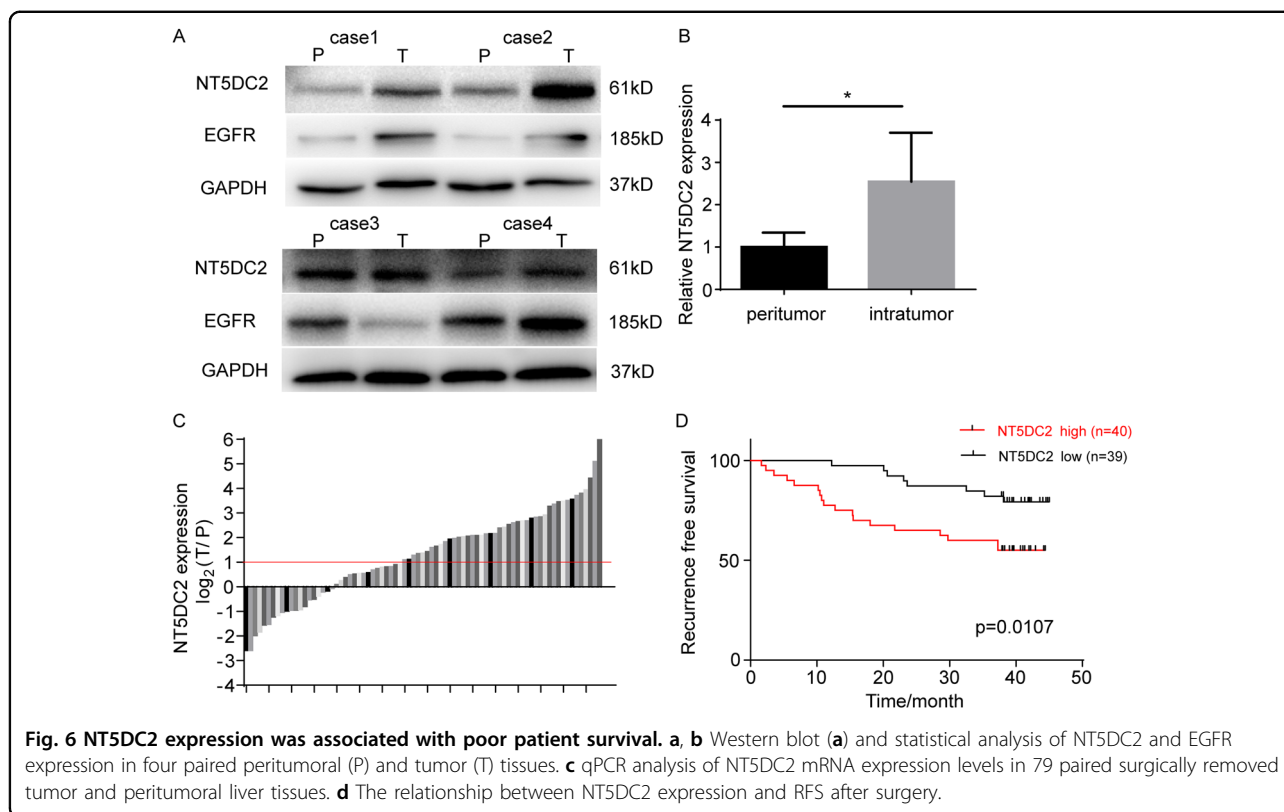 A
case1 case2
P T P T
NT5DC2 61kD
EGFR 185kD
GAPDH 37kD
case3 case4
P T P T
NT5DC2 61kD
EGFR 185kD
GAPDH 37kD
B
Relative NT5DC2 expression
4
3
2
1
0
*
peritumor intratumor
C
NT5DC2 expression
log2(T/P)
6
5
4
3
2
1
0
-1
-2
-3
-4
D
NT5DC2 high (n=40)
NT5DC2 low (n=39)
Recurrence free survival
100
50
0
p=0.0107
0 10 20 30 40 50
Time/month
Fig. 6 NT5DC2 expression was associated with poor patient survival. a, b Western blot (a) and statistical analysis of NT5DC2 and EGFR
expression in four paired peritumoral (P) and tumor (T) tissues. c qPCR analysis of NT5DC2 mRNA expression levels in 79 paired surgically removed
tumor and peritumoral liver tissues. d The relationship between NT5DC2 expression and RFS after surgery.